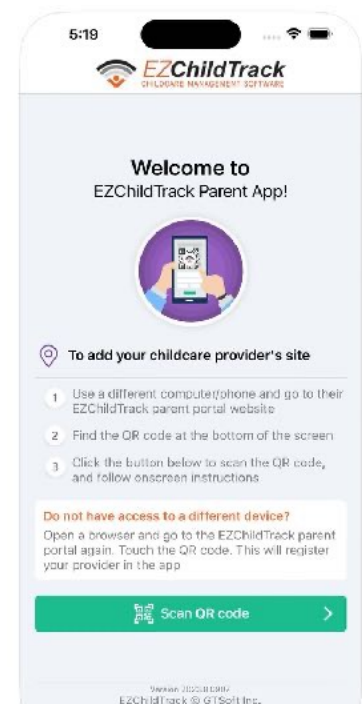 5:19
EZChildTrack
CHILDCARE MANAGEMENT SOFTWARE
Welcome to
EZChildTrack Parent App!
To add your childcare provider's site
1 Use a different computer/phone and go to their
EZChildTrack parent portal website
2 Find the QR code at the bottom of the screen
3 Click the button below to scan the QR code,
and follow onscreen instructions
Do not have access to a different device?
Open a browser and go to the EZChildTrack parent
portal again. Touch the QR code. This will register
your provider in the app
Scan QR code
Version
EZChildTrack © GTSoft Inc.